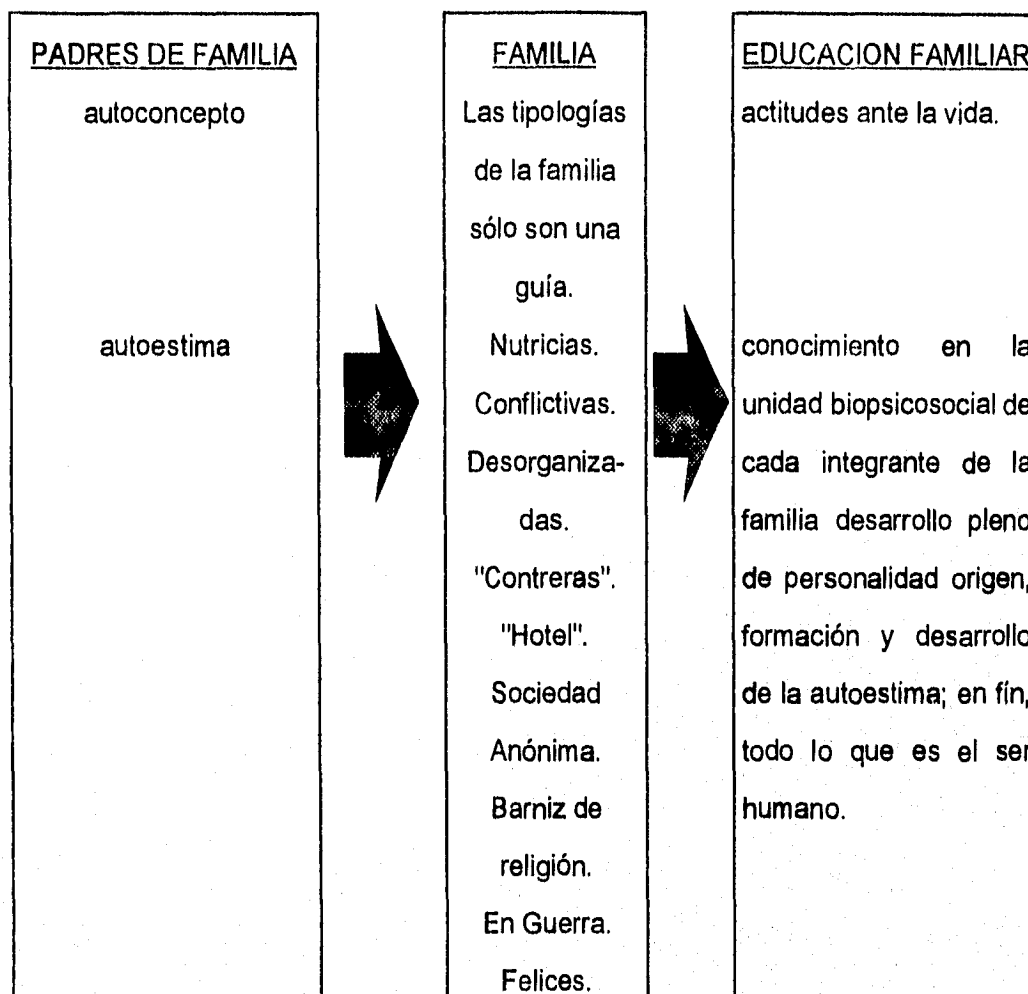 PADRES DE FAMILIA
autoconcepto
autoestima
FAMILIA
Las tipologías
de la familia
sólo son una
guía.
Nutricias.
Conflictivas.
Desorganiza-
das.
"Contreras".
"Hotel".
Sociedad
Anónima.
Barniz de
religión.
En Guerra.
Felices.
EDUCACION FAMILIAR
actitudes ante la vida.
conocimiento en la
unidad biopsicosocial de
cada integrante de la
familia desarrollo pleno
de personalidad origen,
formación y desarrollo
de la autoestima; en fín,
todo lo que es el ser
humano.